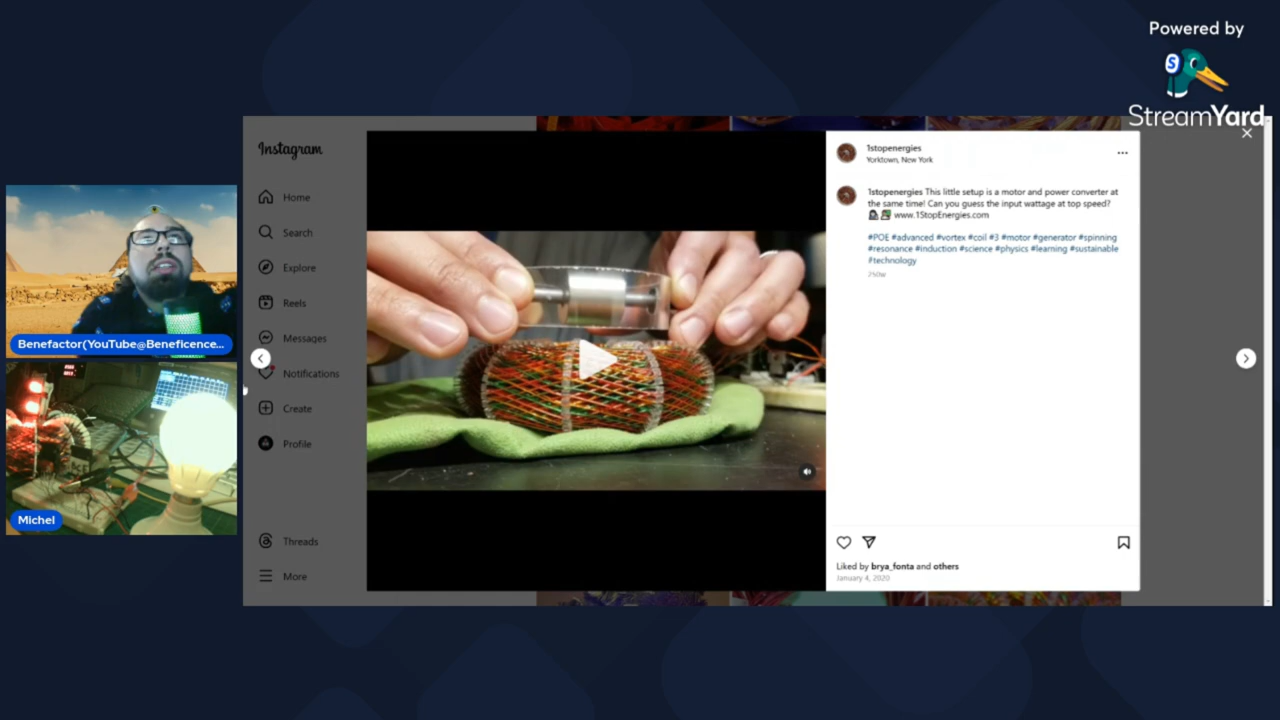 Powered by
StreamYard
Instagram
Home
Search
Explore
Reels
Messages
Notifications
Create
Profile
Threads
More
Benefactor(YouTube@Beneficence...
Michel
1stopenergies
Yorktown, New York
1stopenergies This little setup is a motor and power converter at
the same time! Can you guess the input wattage at top speed?
www.1StopEnergies.com
#POE #advanced #vortex #coil #3 #motor #generator #spinning
#resonance #induction #science #physics #learning #sustainable
#technology
250w
Liked by brya_fonta and others
January 4, 2020